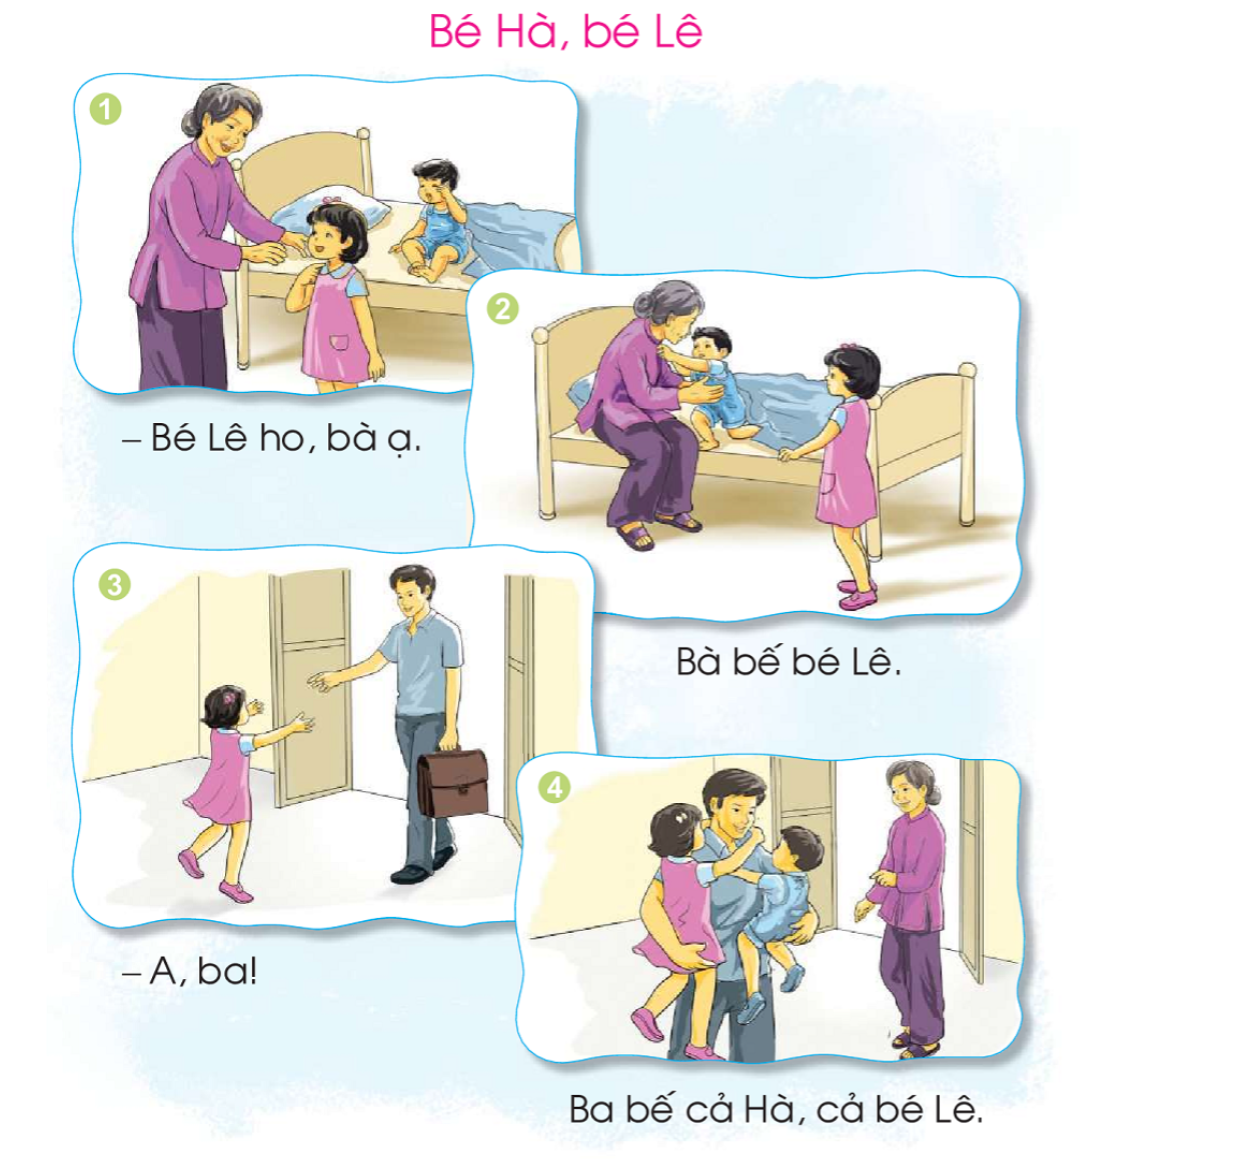 Bé Hà, bé Lê
1
– Bé Lê ho, bà ạ.
2
Bà bế bé Lê.
3
– A, ba!
4
Ba bế cả Hà, cả bé Lê.